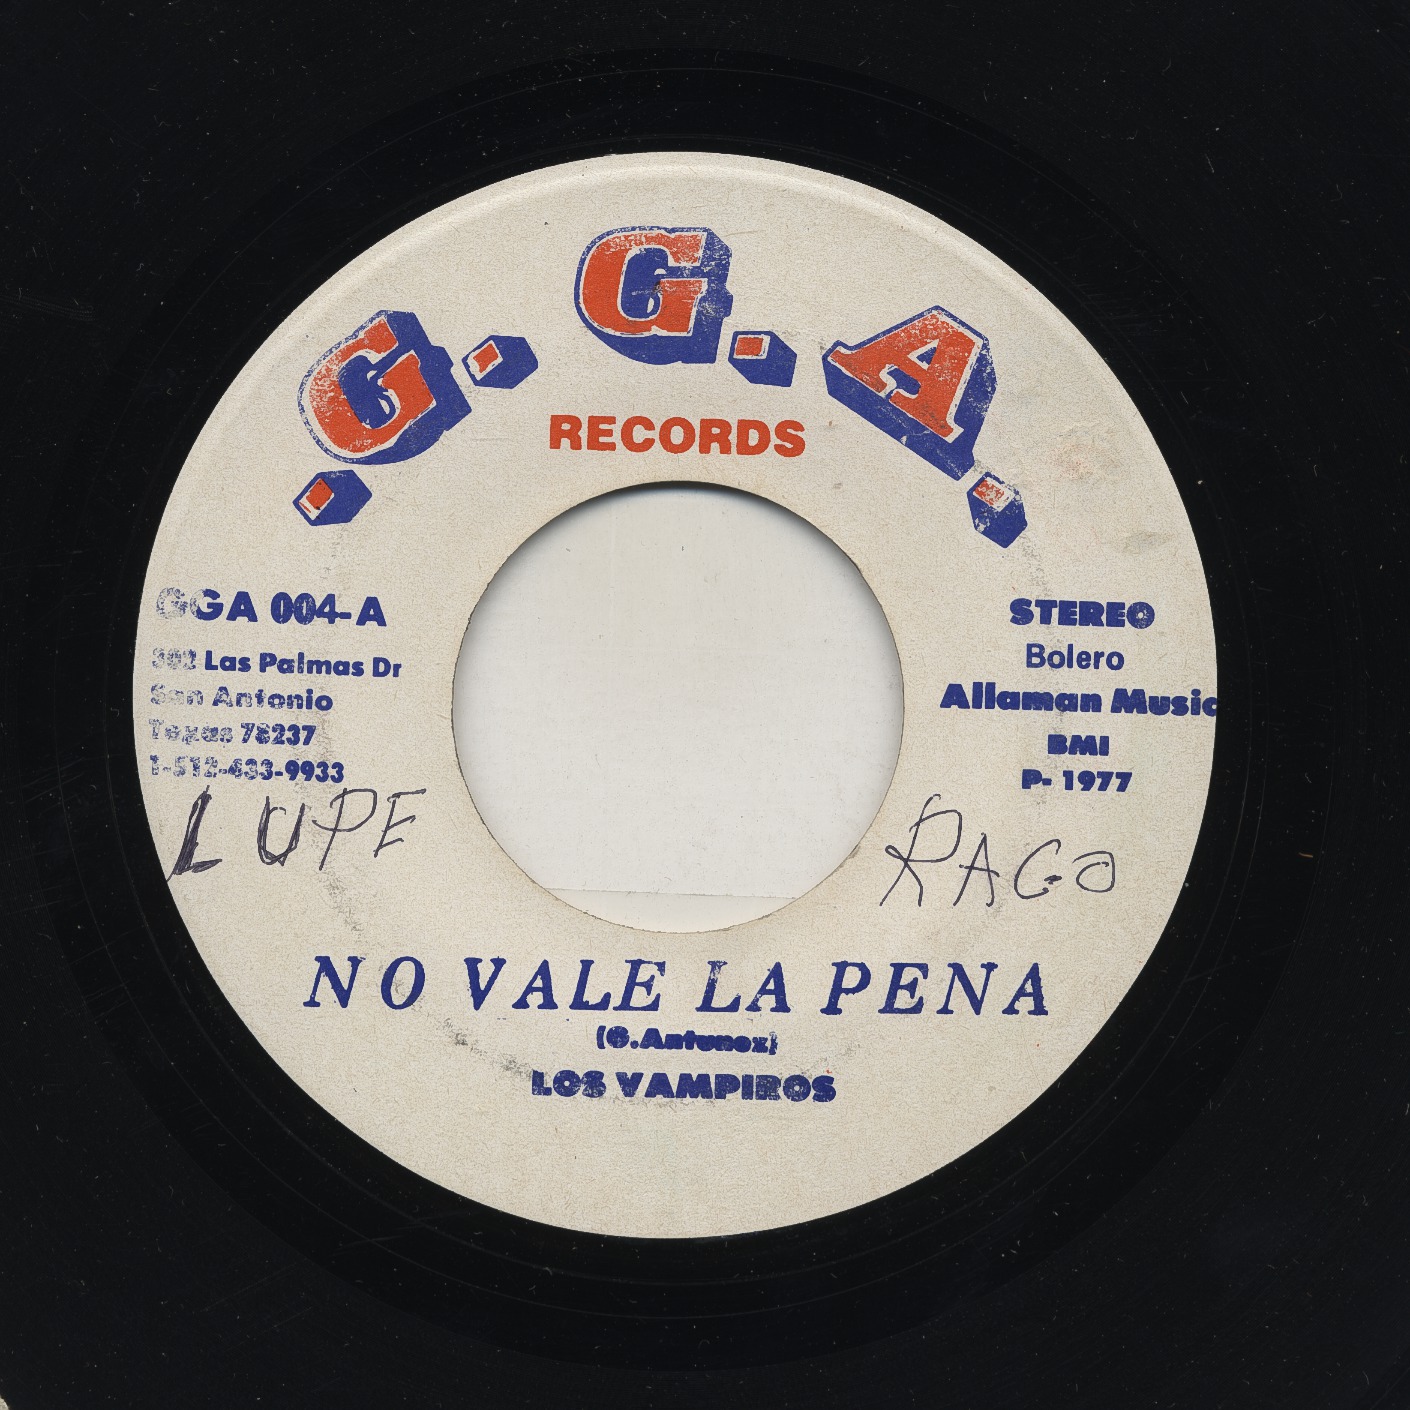 G. G. A.
RECORDS
GGA 004-A
302 Las Palmas Dr
San Antonio
Texas 78237
1-512-433-9933
STEREO
Bolero
Allaman Music
BMI
P- 1977
LUPE
RAGO
NO VALE LA PENA
(G.Antunez)
LOS VAMPIROS